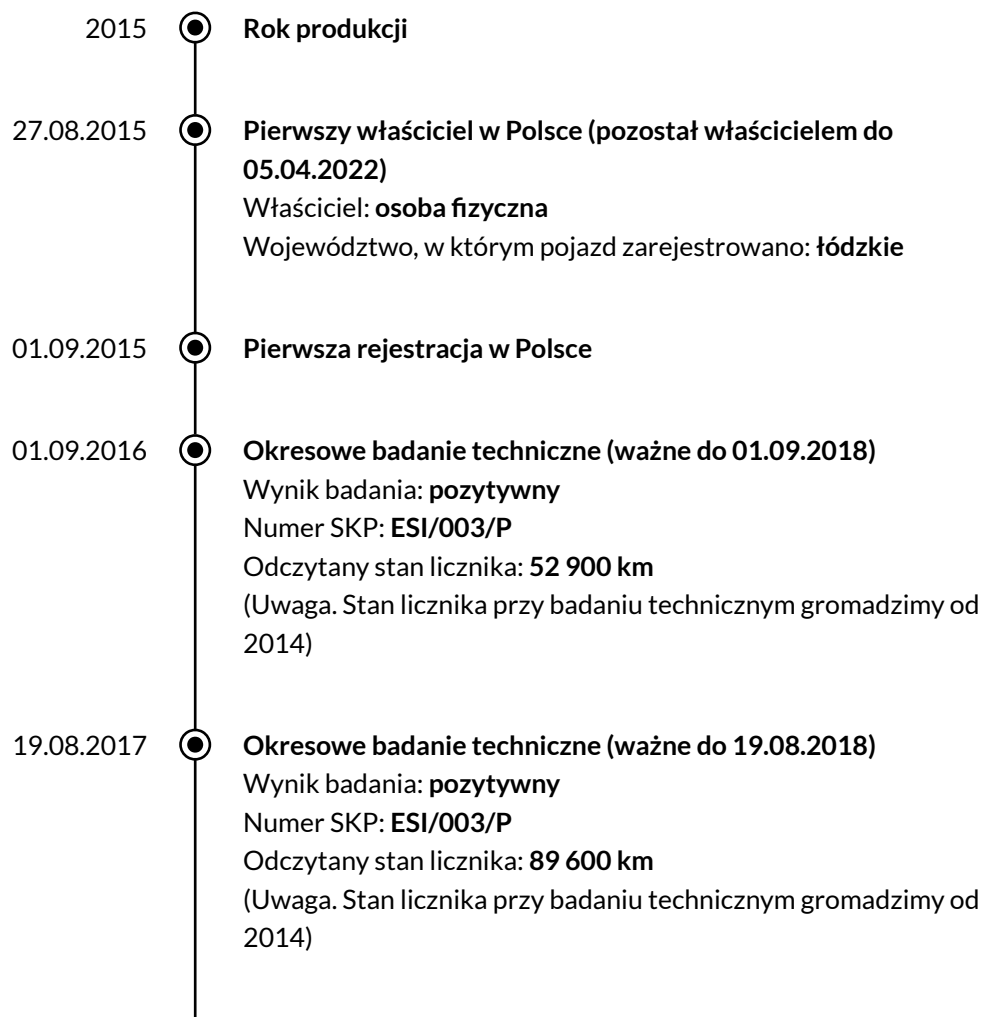 2015 Rok produkcji
27.08.2015 Pierwszy właściciel w Polsce (pozostał właścicielem do
05.04.2022)
Właściciel: osoba fizyczna
Województwo, w którym pojazd zarejestrowano: łódzkie
01.09.2015 Pierwsza rejestracja w Polsce
01.09.2016 Okresowe badanie techniczne (ważne do 01.09.2018)
Wynik badania: pozytywny
Numer SKP: ESI/003/P
Odczytany stan licznika: 52 900 km
(Uwaga. Stan licznika przy badaniu technicznym gromadzimy od
2014)
19.08.2017 Okresowe badanie techniczne (ważne do 19.08.2018)
Wynik badania: pozytywny
Numer SKP: ESI/003/P
Odczytany stan licznika: 89 600 km
(Uwaga. Stan licznika przy badaniu technicznym gromadzimy od
2014)